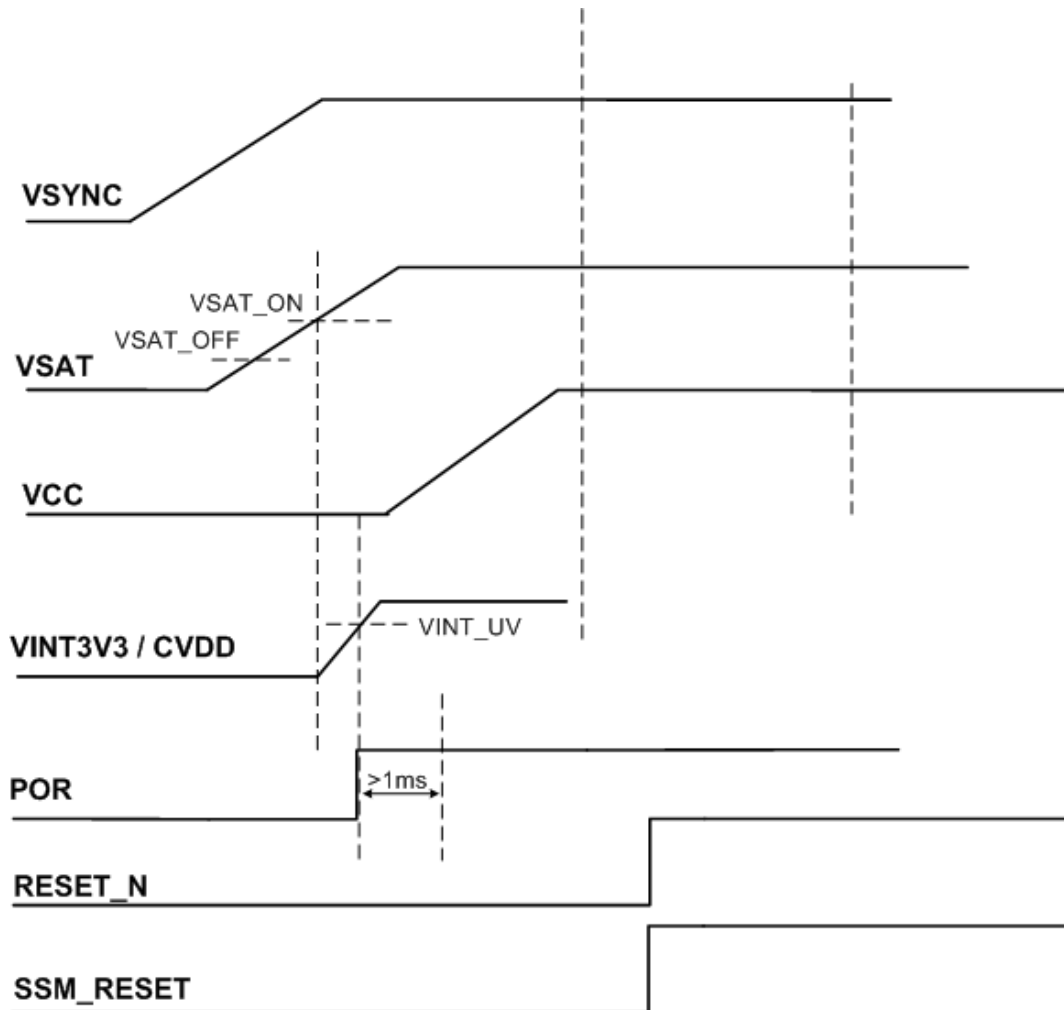 VSYNC
VSAT_ON
VSAT_OFF
VSAT
VCC
VINT_UV
VINT3V3 / CVDD
>1ms
POR
RESET_N
SSM_RESET